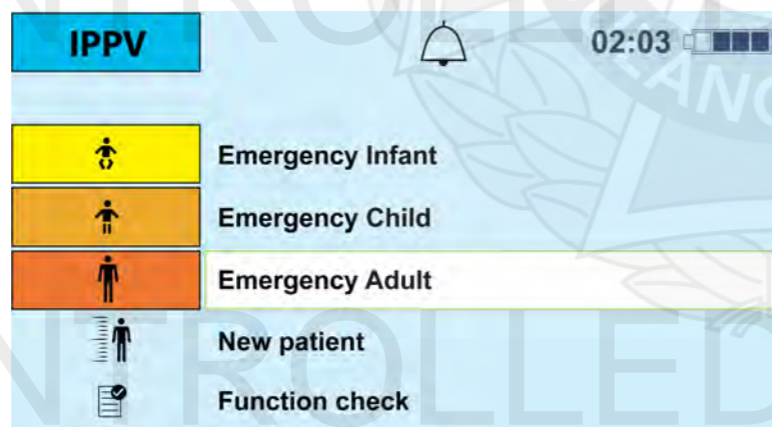 IPPV 02:03
Emergency Infant
Emergency Child
Emergency Adult
New patient
Function check